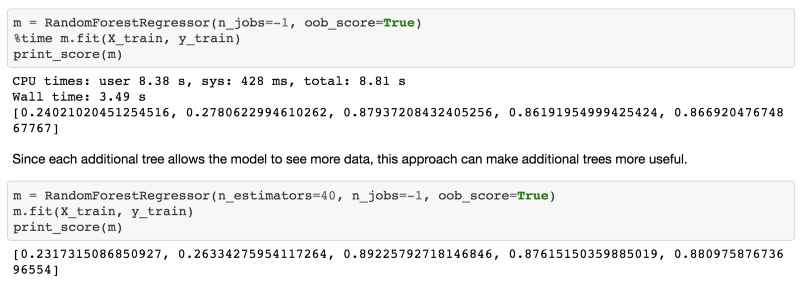 m = RandomForestRegressor(n_jobs=-1, oob_score=True)
%time m.fit(X_train, y_train)
print_score(m)
CPU times: user 8.38 s, sys: 428 ms, total: 8.81 s
Wall time: 3.49 s
[0.24021020451254516, 0.2780622994610262, 0.87937208432405256, 0.86191954999425424, 0.866920476748
67767]
Since each additional tree allows the model to see more data, this approach can make additional trees more useful.
m = RandomForestRegressor(n_estimators=40, n_jobs=-1, oob_score=True)
m.fit(X_train, y_train)
print_score(m)
[0.2317315086850927, 0.26334275954117264, 0.89225792718146846, 0.87615150359885019, 0.880975876736
96554]